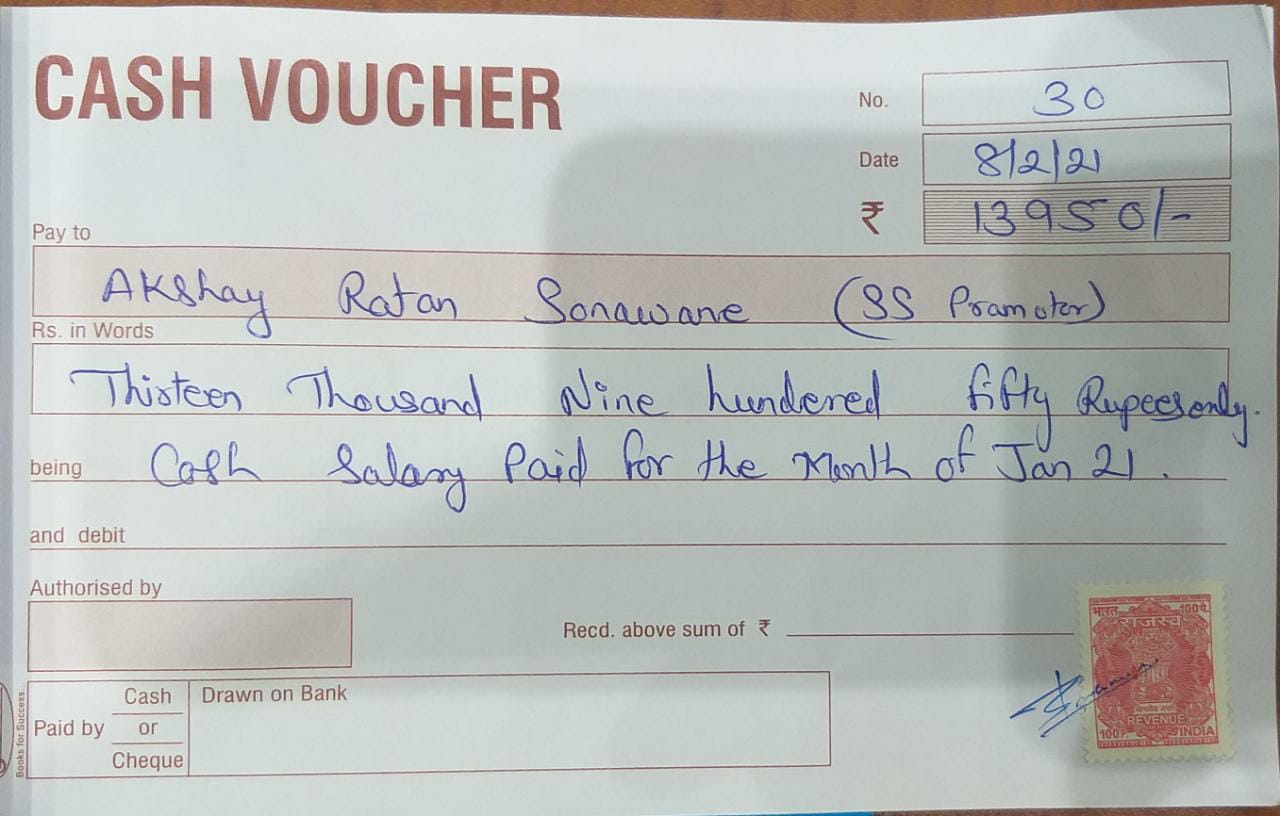 CASH VOUCHER
No. 30
Date 8/2/21
₹ 13950/-
Pay to
Akshay Ratan Sonawane (SS Pramotor)
Rs. in Words
Thirteen Thousand Nine hundered fifty Rupees only.
being Cash Salary Paid for the Month of Jan 21.
and debit
Authorised by
Recd. above sum of ₹
Paid by Cash or Cheque
Drawn on Bank
Books for Success...
भारत 100पै.
राजस्व
REVENUE
100P. INDIA